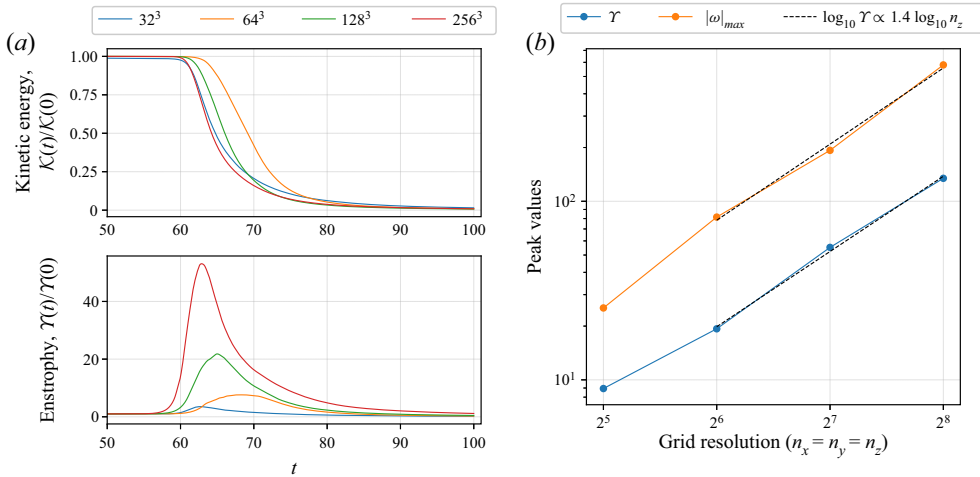 32³ 64³ 128³ 256³
(a)
Kinetic energy,
K(t)/K(0)
1.00
0.75
0.50
0.25
0
50 60 70 80 90 100
Enstrophy, ϒ(t)/ϒ(0)
40
20
0
50 60 70 80 90 100
t
ϒ |ω|max log₁₀ ϒ ∝ 1.4 log₁₀ nz
(b)
Peak values
10²
10¹
2⁵ 2⁶ 2⁷ 2⁸
Grid resolution (nx = ny = nz)